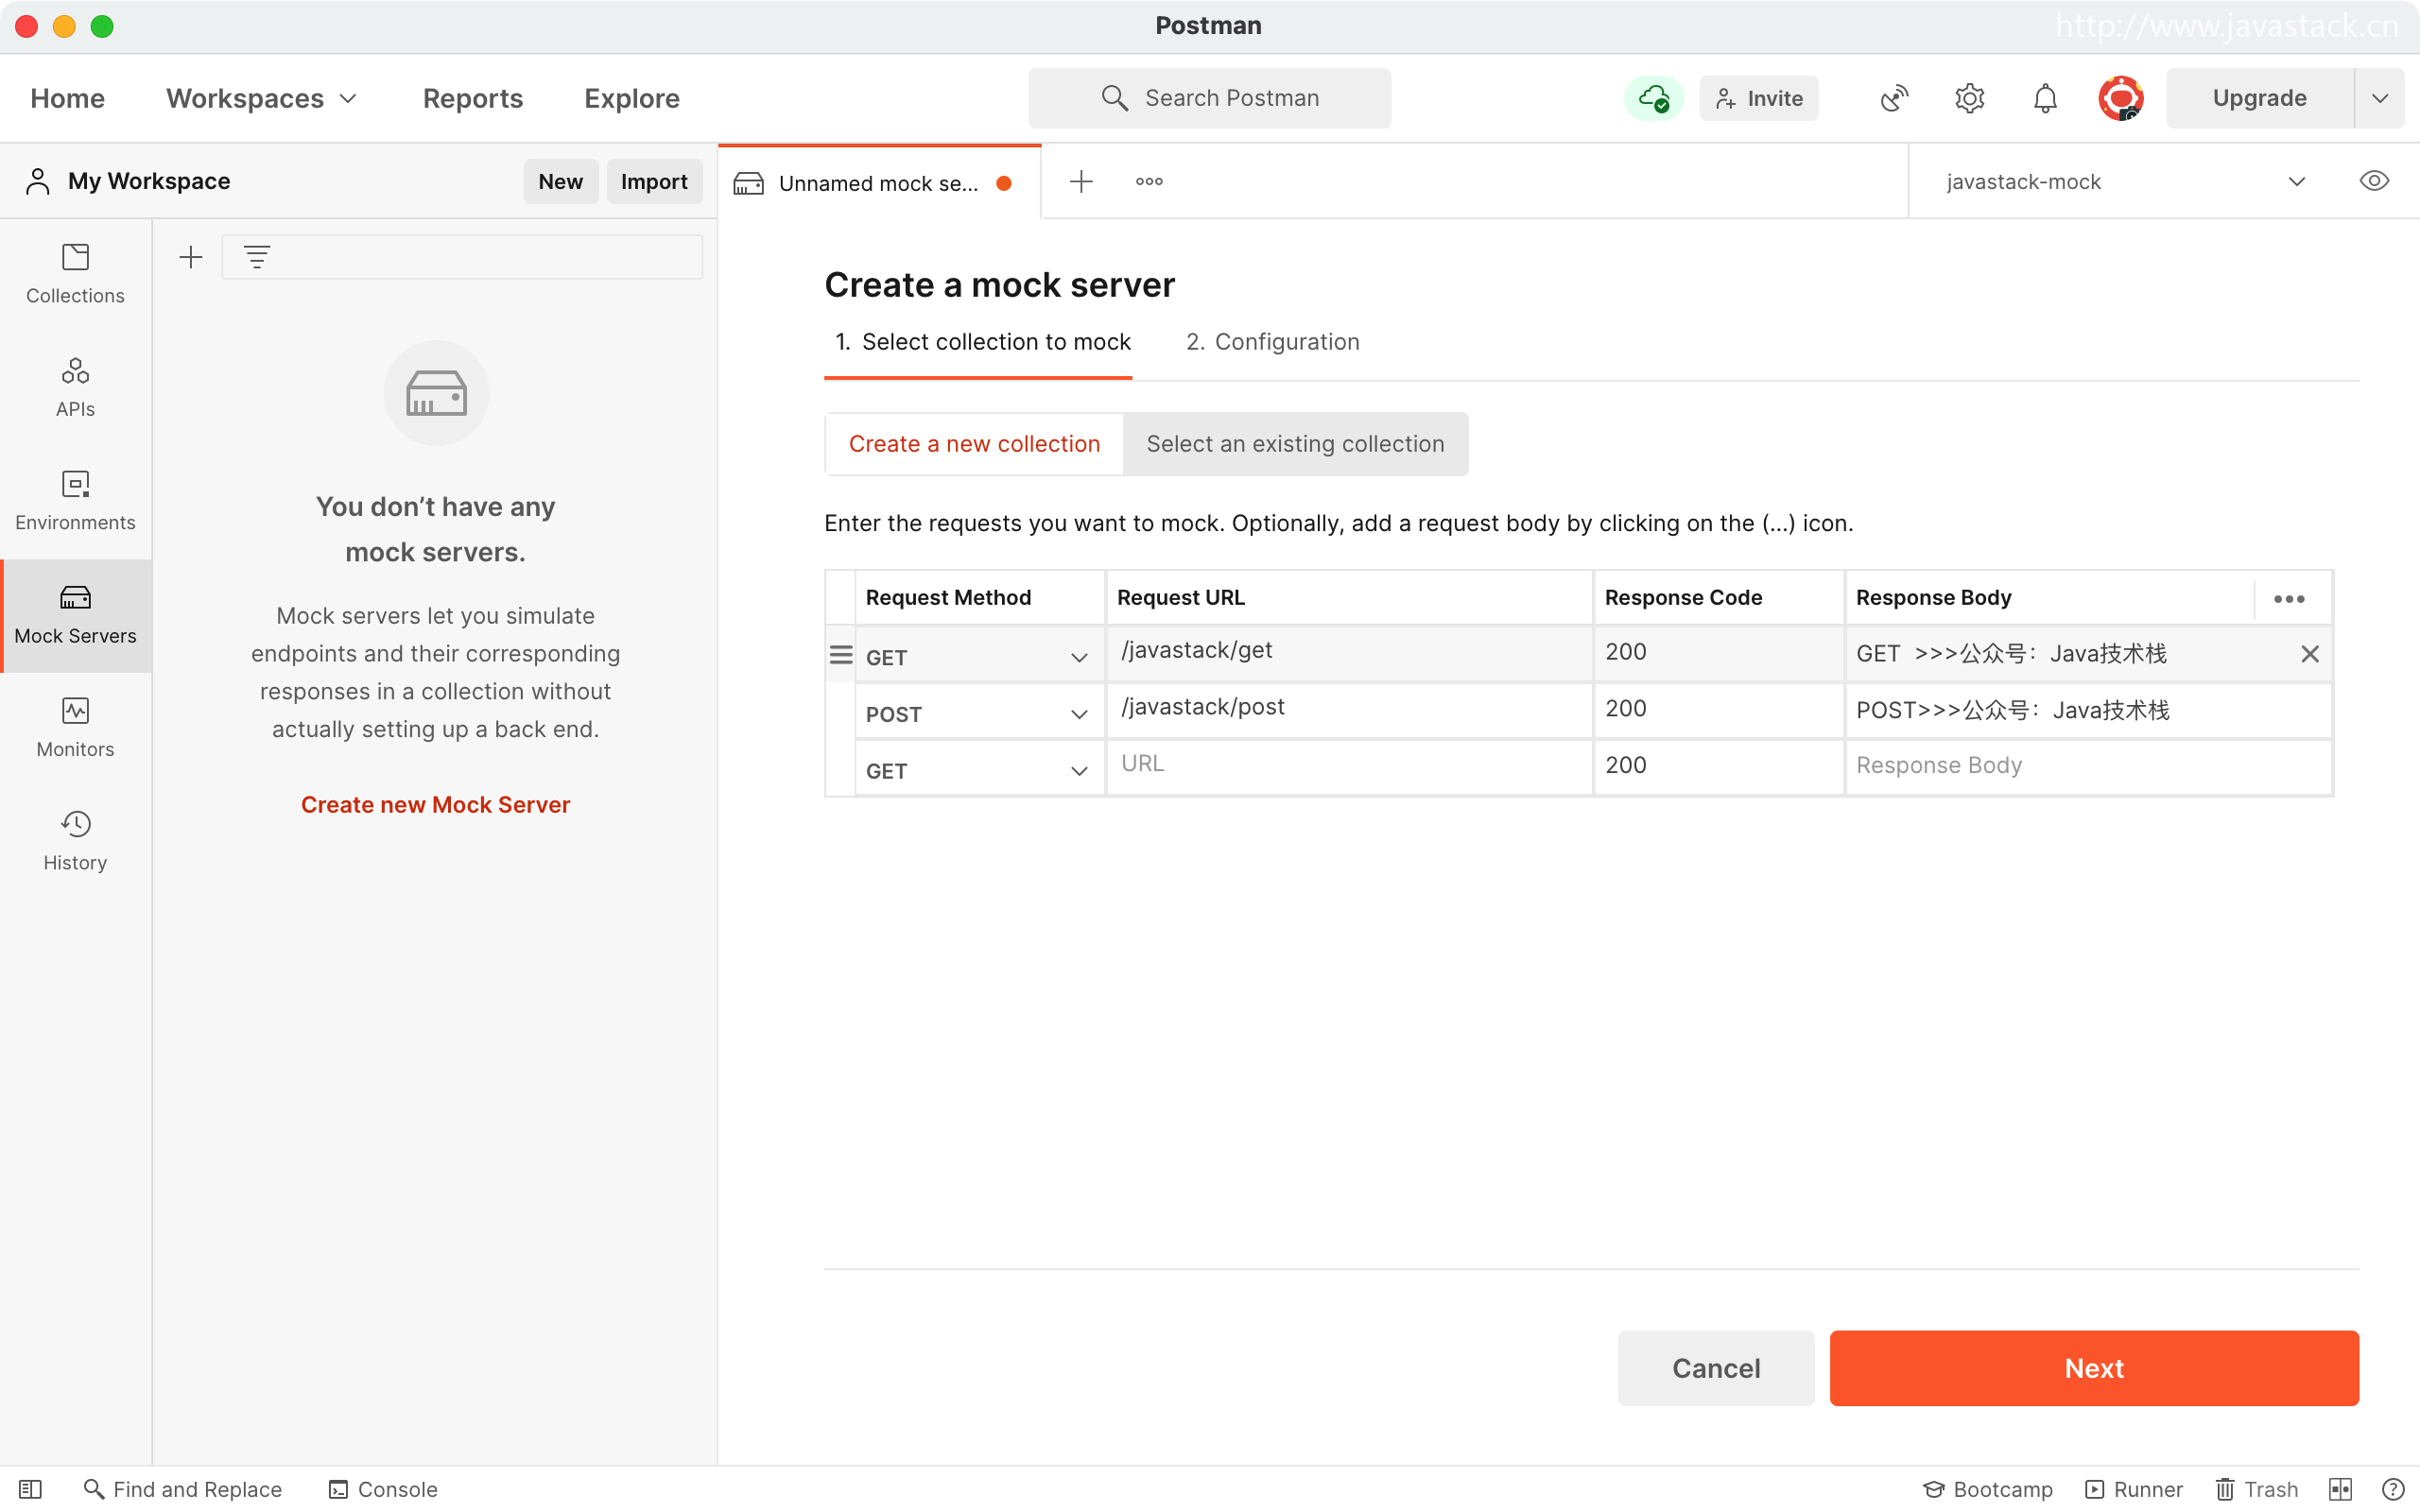 Postman
http://www.javastack.cn
Home Workspaces Reports Explore Search Postman Invite Upgrade
My Workspace New Import Unnamed mock se... javastack-mock
Collections
APIs
Environments
Mock Servers
Monitors
History
You don’t have any
mock servers.
Mock servers let you simulate
endpoints and their corresponding
responses in a collection without
actually setting up a back end.
Create new Mock Server
Create a mock server
1. Select collection to mock 2. Configuration
Create a new collection Select an existing collection
Enter the requests you want to mock. Optionally, add a request body by clicking on the (...) icon.
Request Method Request URL Response Code Response Body
GET /javastack/get 200 GET >>>公众号：Java技术栈
POST /javastack/post 200 POST>>>公众号：Java技术栈
GET URL 200 Response Body
Cancel Next
Find and Replace Console Bootcamp Runner Trash